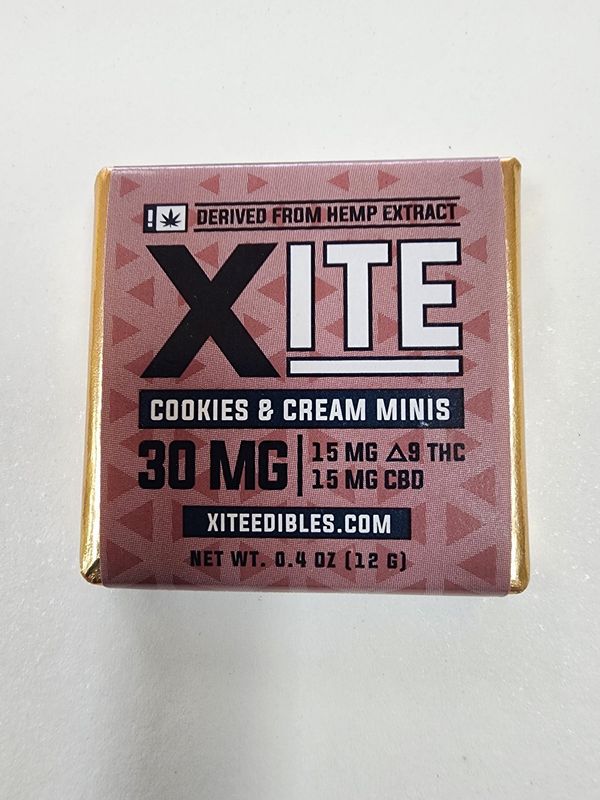 ! DERIVED FROM HEMP EXTRACT
XITE
COOKIES & CREAM MINIS
30 MG
15 MG Δ9 THC
15 MG CBD
XITEEDIBLES.COM
NET WT. 0.4 OZ (12 G)